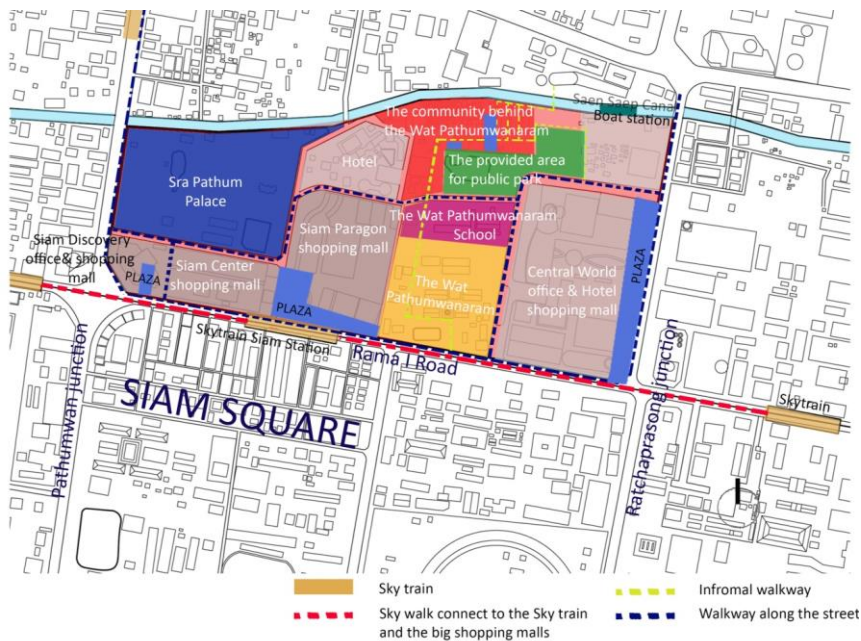 Saen Saep Canal
Boat station
The community behind
the Wat Pathumwanaram
Hotel
The provided area
for public park
Sra Pathum
Palace
The Wat Pathumwanaram
School
Siam Paragon
shopping mall
Siam Discovery
office& shopping
mall
Siam Center
shopping mall
PLAZA
PLAZA
PLAZA
The Wat
Pathumwanaram
Central World
office & Hotel
shopping mall
Skytrain Siam Station
Rama I Road
SIAM SQUARE
Pathumwan junction
Ratchaprasong junction
Skytrain
Sky train
Sky walk connect to the Sky train
and the big shopping malls
Infromal walkway
Walkway along the street